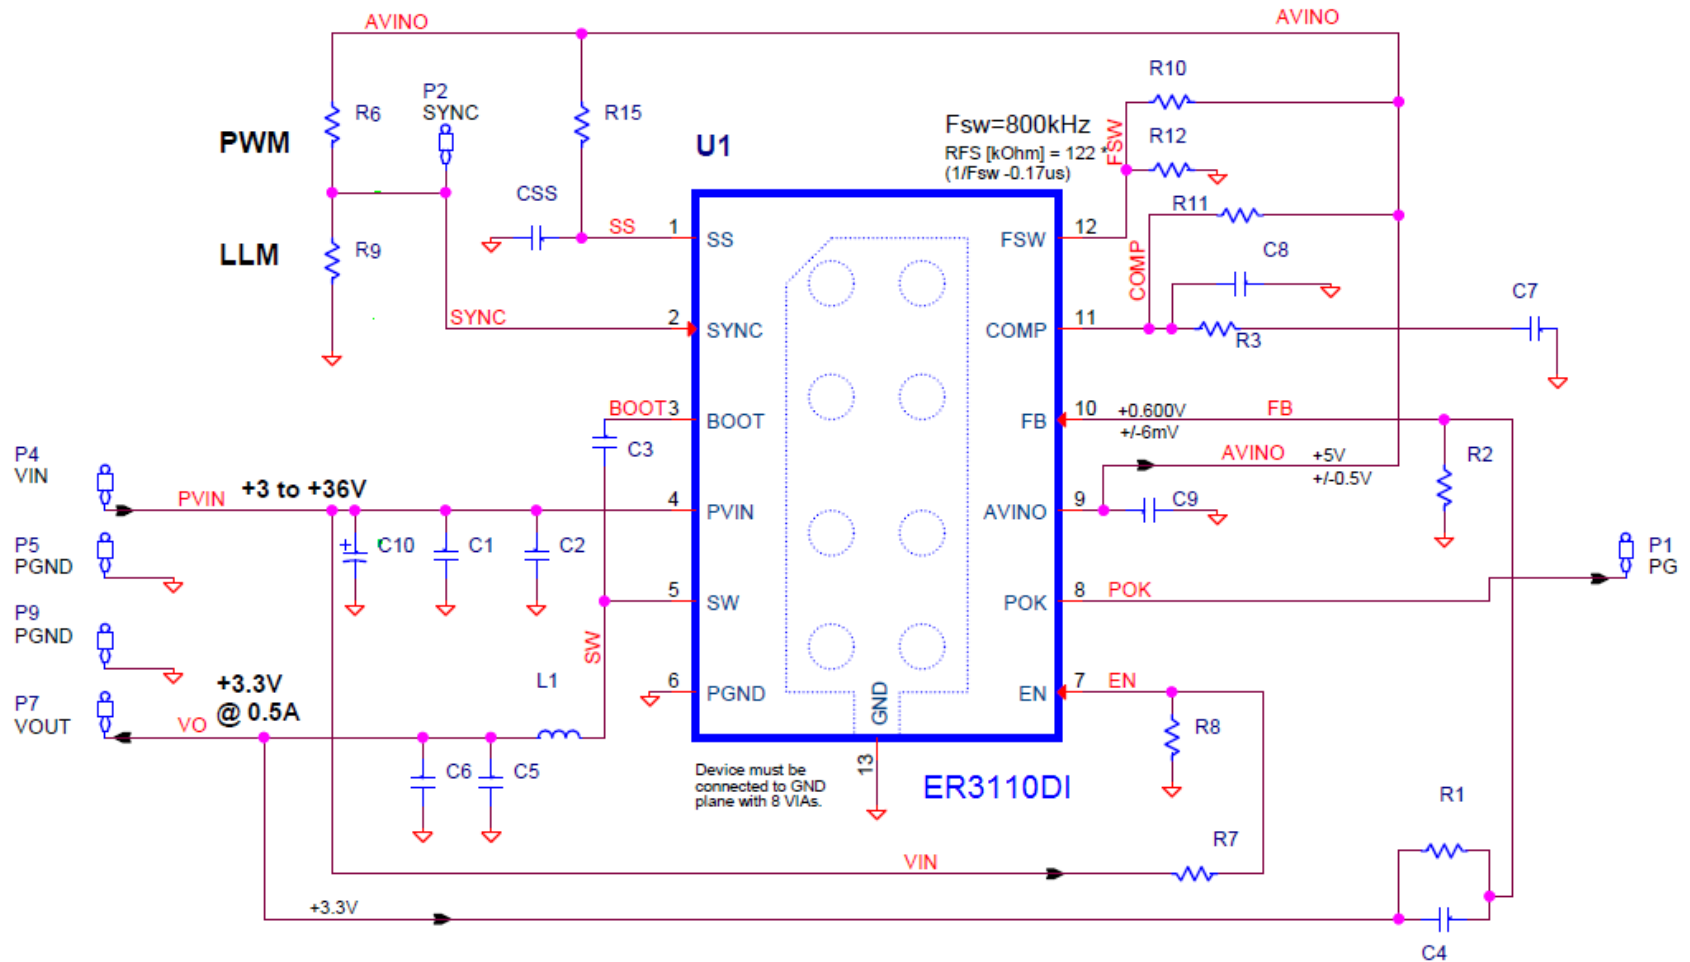 AVINO
AVINO
P2
SYNC
R6
R15
PWM
LLM
R9
CSS
SS
SYNC
U1
Fsw=800kHz
RFS [kOhm] = 122 *
(1/Fsw -0.17us)
R10
R12
FSW
R11
C8
COMP
R3
C7
1
SS
2
SYNC
BOOT
3
BOOT
C3
P4
VIN
PVIN
+3 to +36V
4
PVIN
+
C10
C1
C2
P5
PGND
P9
PGND
5
SW
SW
6
PGND
P7
VOUT
VO
+3.3V
@ 0.5A
L1
C6
C5
12
FSW
11
COMP
10
FB
+0.600V
+/-6mV
FB
R2
AVINO
+5V
+/-0.5V
9
AVINO
C9
8
POK
POK
P1
PG
7
EN
EN
R8
GND
13
Device must be
connected to GND
plane with 8 VIAs.
ER3110DI
VIN
R7
R1
+3.3V
C4